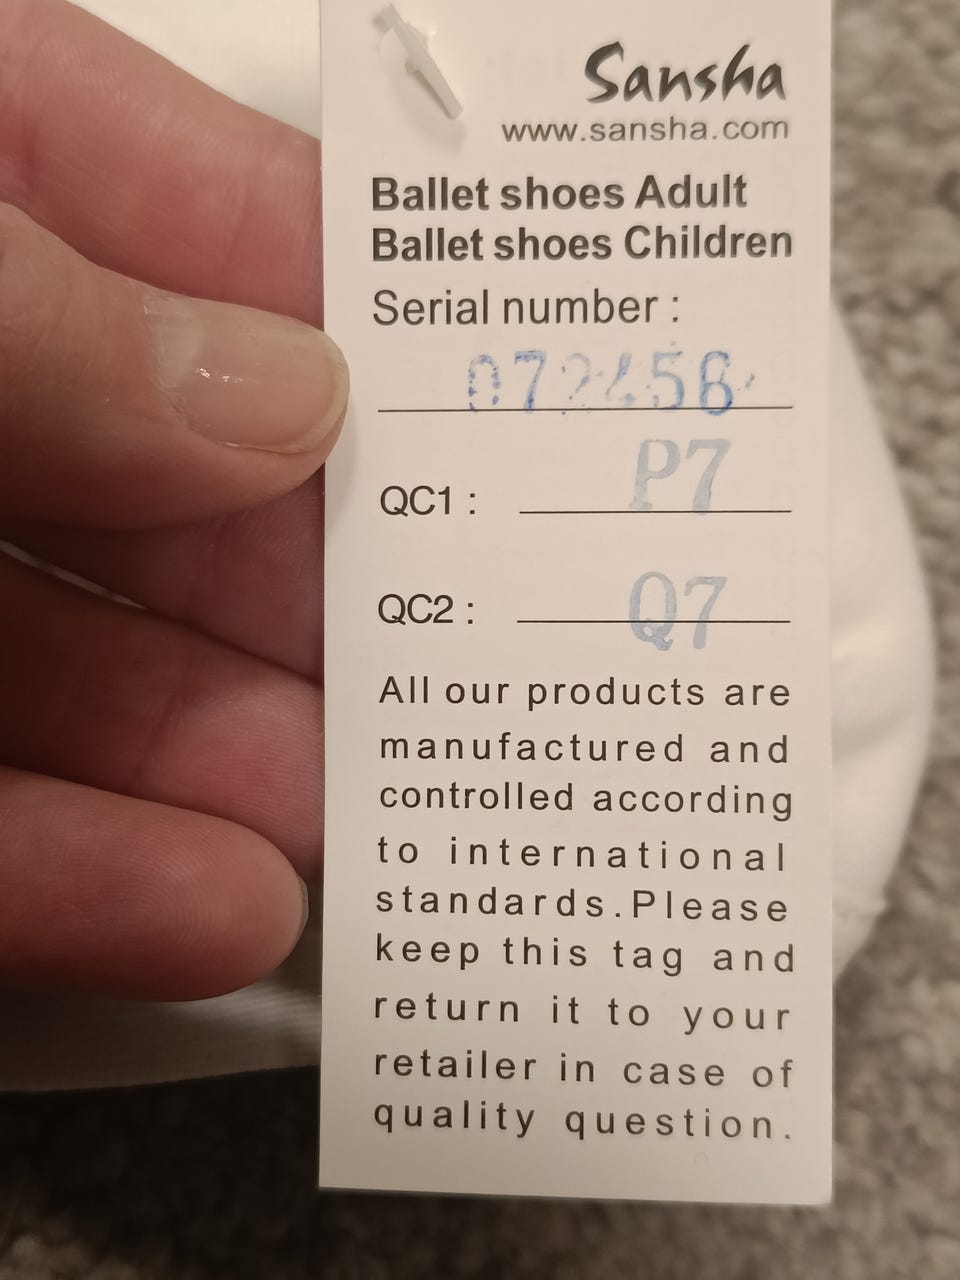 Sansha
www.sansha.com
Ballet shoes Adult
Ballet shoes Children
Serial number :
QC1 : P7
QC2 : Q7
All our products are
manufactured and
controlled according
to international
standards.Please
keep this tag and
return it to your
retailer in case of
quality question.